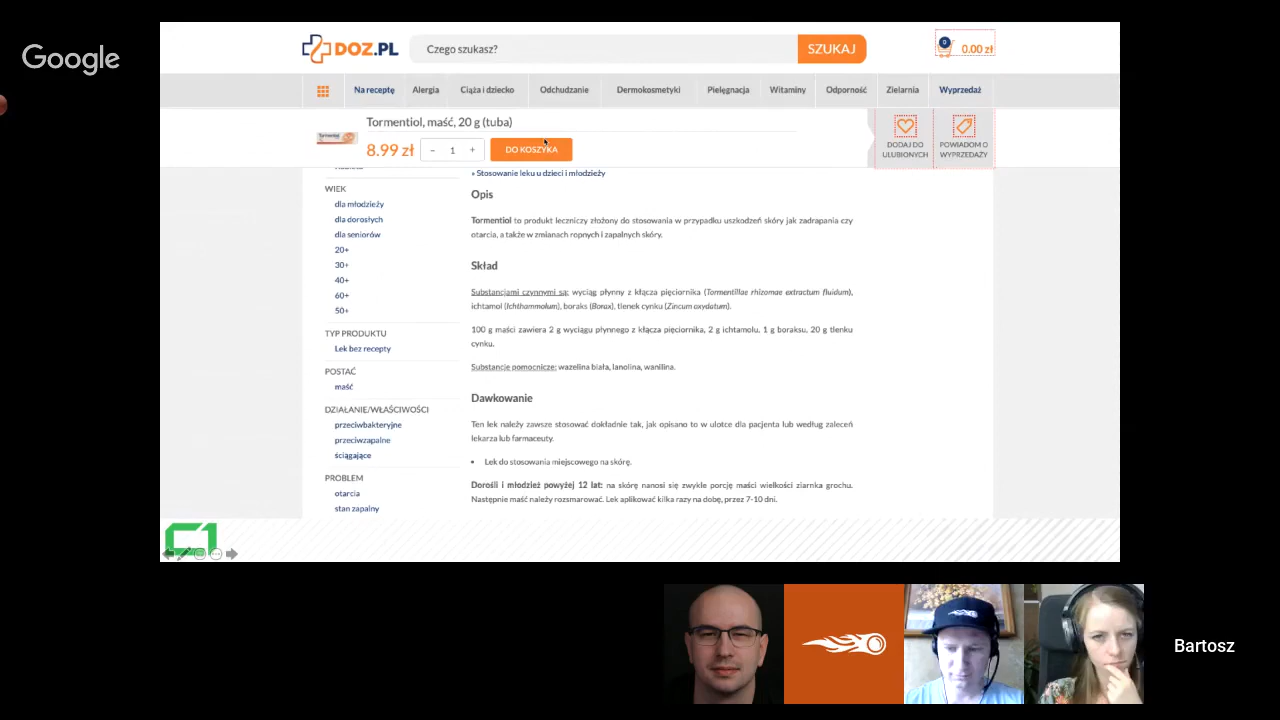 Google
DOZ.PL
Czego szukasz?
SZUKAJ
0
0.00 zł
Na receptę
Alergia
Ciąża i dziecko
Odchudzanie
Dermokosmetyki
Pielęgnacja
Witaminy
Odporność
Zielarnia
Wyprzedaż
Tormentiol, maść, 20 g (tuba)
8.99 zł
- 1 +
DO KOSZYKA
DODAJ DO
ULUBIONYCH
POWIADOM O
WYPRZEDAŻY
WIEK
dla młodzieży
dla dorosłych
dla seniorów
20+
30+
40+
60+
50+
TYP PRODUKTU
Lek bez recepty
POSTAĆ
maść
DZIAŁANIE/WŁAŚCIWOŚCI
przeciwbakteryjne
przeciwzapalne
ściągające
PROBLEM
otarcia
stan zapalny
» Stosowanie leku u dzieci i młodzieży
Opis
Tormentiol to produkt leczniczy złożony do stosowania w przypadku uszkodzeń skóry jak zadrapania czy
otarcia, a także w zmianach ropnych i zapalnych skóry.
Skład
Substancjami czynnymi są: wyciąg płynny z kłącza pięciornika (Tormentillae rhizomae extractum fluidum),
ichtamol (Ichthammolum), boraks (Borax), tlenek cynku (Zincum oxydatum).
100 g maści zawiera 2 g wyciągu płynnego z kłącza pięciornika, 2 g ichtamolu, 1 g boraksu, 20 g tlenku
cynku.
Substancje pomocnicze: wazelina biała, lanolina, wanilina.
Dawkowanie
Ten lek należy zawsze stosować dokładnie tak, jak opisano to w ulotce dla pacjenta lub według zaleceń
lekarza lub farmaceuty.
Lek do stosowania miejscowego na skórę.
Dorośli i młodzież powyżej 12 lat: na skórę nanosi się zwykle porcję maści wielkości ziarnka grochu.
Następnie maść należy rozsmarować. Lek aplikować kilka razy na dobę, przez 7-10 dni.
Bartosz